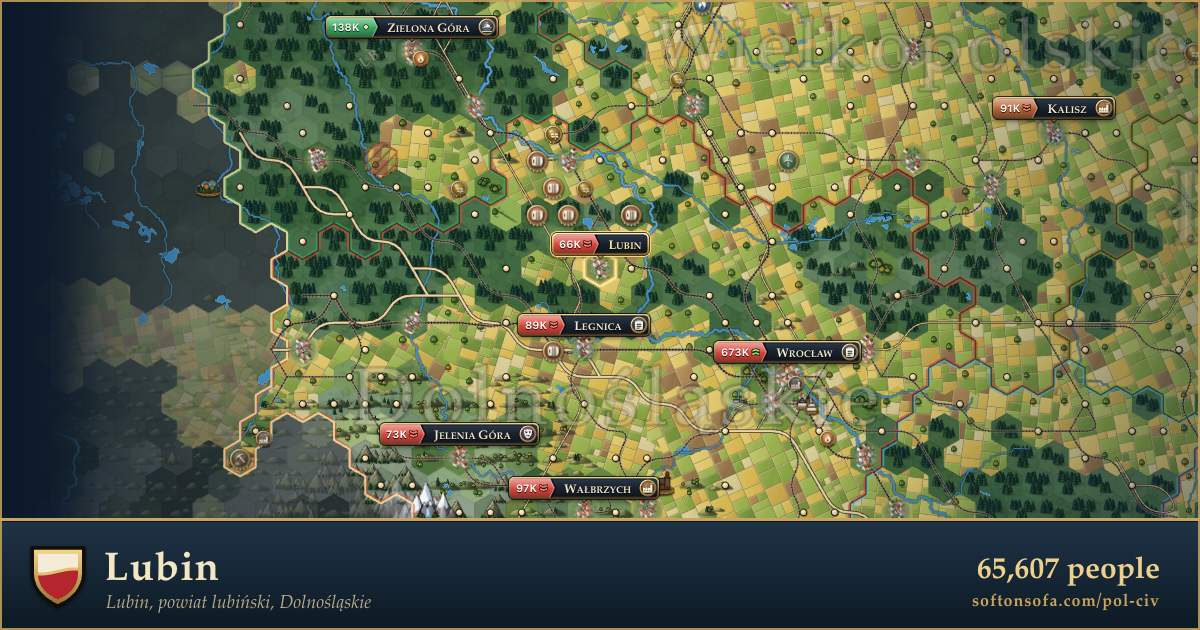 Wielkopolskie
138K
Zielona Góra
91K
Kalisz
66K
Lubin
89K
Legnica
673K
Wrocław
Dolnośląskie
73K
Jelenia Góra
97K
Wałbrzych
Lubin
Lubin, powiat lubiński, Dolnośląskie
65,607 people
softonsofa.com/pol-civ